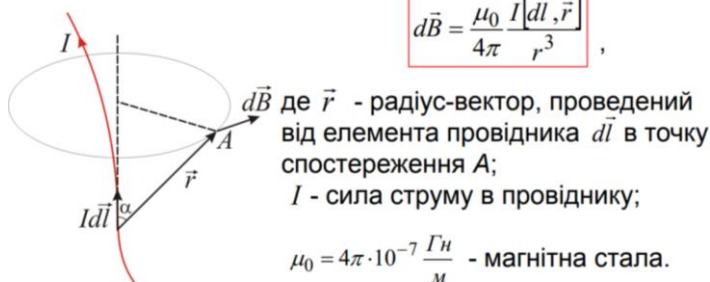 I
dB⃗ = μ₀/4π I[dl⃗,r⃗]/r³ ,
dB⃗ де r⃗ - радіус-вектор, проведений
A від елемента провідника dl⃗ в точку
r⃗ спостереження A;
Idl⃗ α I - сила струму в провіднику;
μ₀ = 4π·10⁻⁷ Гн/м - магнітна стала.